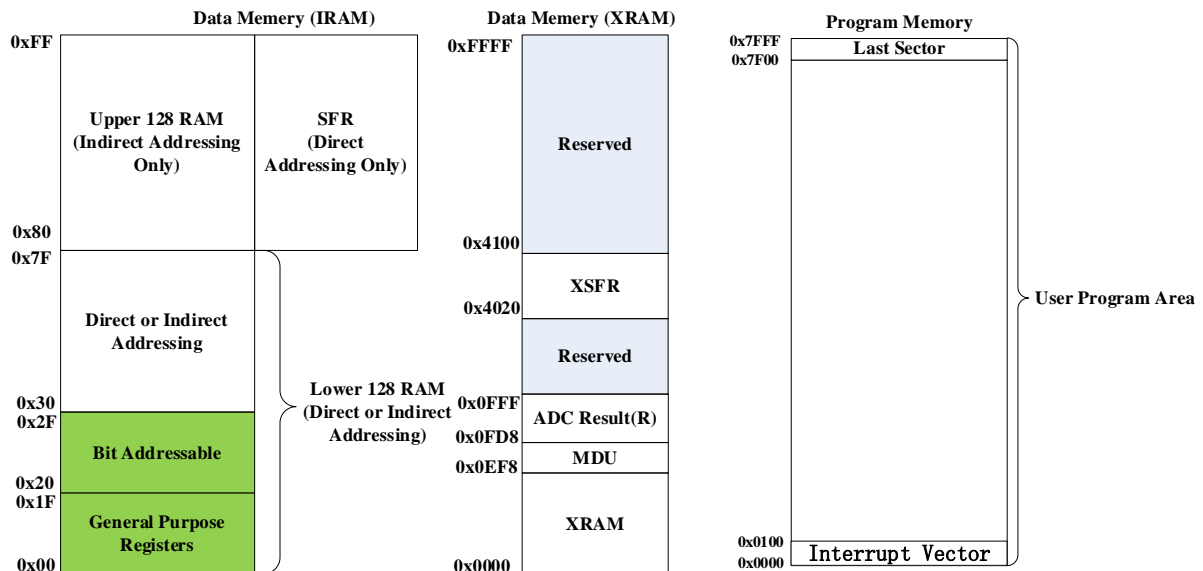 Data Memery (IRAM)
0xFF
Upper 128 RAM
(Indirect Addressing
Only)
SFR
(Direct
Addressing Only)
0x80
0x7F
Direct or Indirect
Addressing
0x30
0x2F
Bit Addressable
0x20
0x1F
General Purpose
Registers
0x00
Lower 128 RAM
(Direct or Indirect
Addressing)
Data Memery (XRAM)
0xFFFF
Reserved
0x4100
XSFR
0x4020
Reserved
0x0FFF
ADC Result(R)
0x0FD8
MDU
0x0EF8
XRAM
0x0000
Program Memory
0x7FFF
Last Sector
0x7F00
User Program Area
0x0100
Interrupt Vector
0x0000